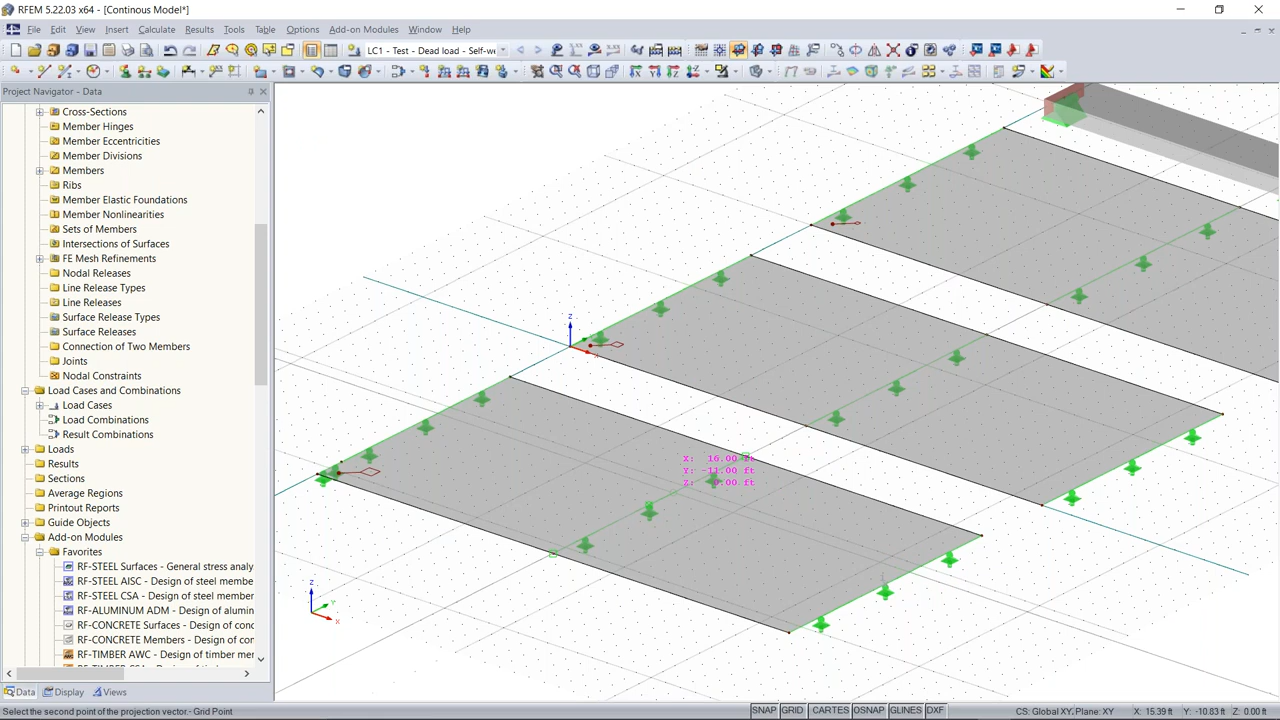 RFEM 5.22.03 x64 - [Continous Model*]
File Edit View Insert Calculate Results Tools Table Options Add-on Modules Window Help
LC1 - Test - Dead load - Self-we
Project Navigator - Data
Cross-Sections
Member Hinges
Member Eccentricities
Member Divisions
Members
Ribs
Member Elastic Foundations
Member Nonlinearities
Sets of Members
Intersections of Surfaces
FE Mesh Refinements
Nodal Releases
Line Release Types
Line Releases
Surface Release Types
Surface Releases
Connection of Two Members
Joints
Nodal Constraints
Load Cases and Combinations
Load Cases
Load Combinations
Result Combinations
Loads
Results
Sections
Average Regions
Printout Reports
Guide Objects
Add-on Modules
Favorites
RF-STEEL Surfaces - General stress analy
RF-STEEL AISC - Design of steel membe
RF-STEEL CSA - Design of steel member
RF-ALUMINUM ADM - Design of alumin
RF-CONCRETE Surfaces - Design of conc
RF-CONCRETE Members - Design of cor
RF-TIMBER AWC - Design of timber mer
Data Display Views
Z
X
X: 16.00 ft
Y: -11.00 ft
Z: 0.00 ft
Z
Y
X
Select the second point of the projection vector.- Grid Point
SNAP GRID CARTES OSNAP GLINES DXF
CS: Global XY, Plane: XY X: 15.39 ft Y: -10.83 ft Z: 0.00 ft